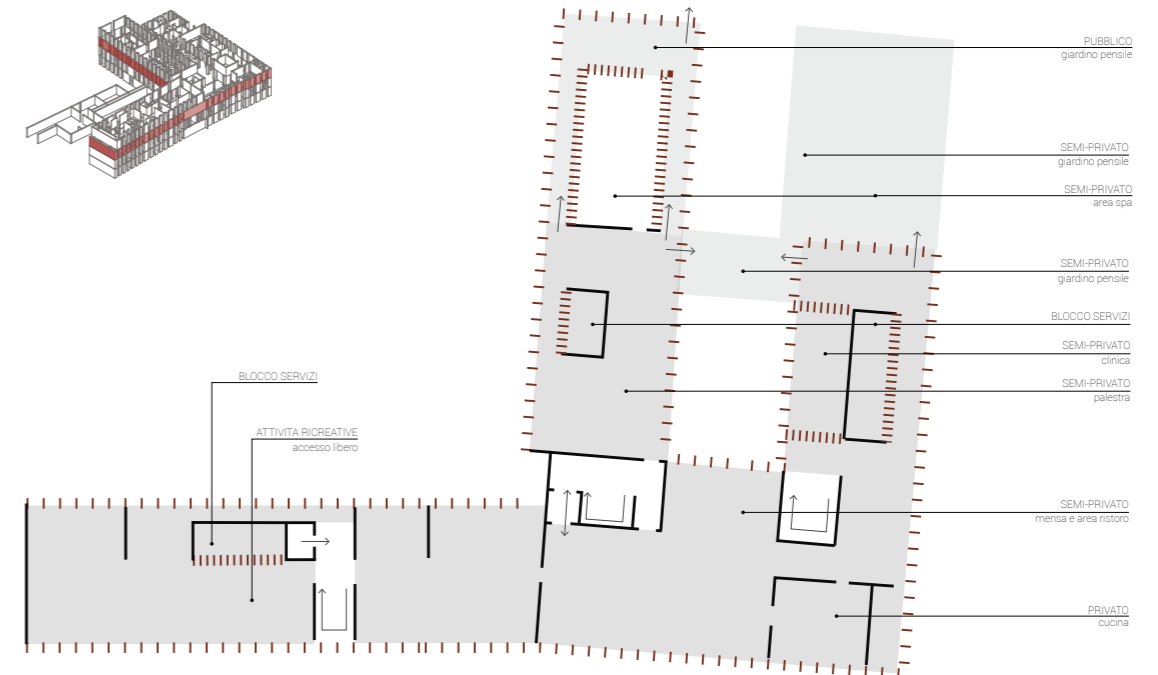 PUBBLICO
giardino pensile
SEMI-PRIVATO
giardino pensile
SEMI-PRIVATO
area spa
SEMI-PRIVATO
giardino pensile
BLOCCO SERVIZI
SEMI-PRIVATO
clinica
SEMI-PRIVATO
palestra
BLOCCO SERVIZI
ATTIVITA RICREATIVE
accesso libero
SEMI-PRIVATO
mensa e area ristoro
PRIVATO
cucina